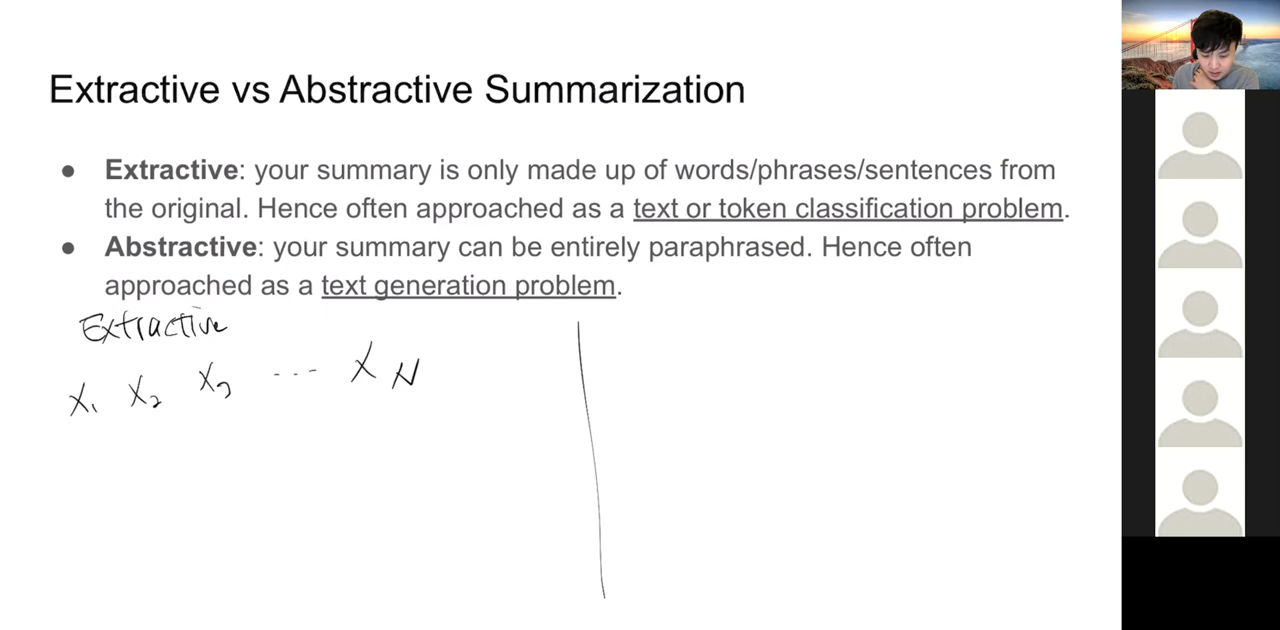 Extractive vs Abstractive Summarization
● Extractive: your summary is only made up of words/phrases/sentences from
the original. Hence often approached as a text or token classification problem.
● Abstractive: your summary can be entirely paraphrased. Hence often
approached as a text generation problem.
Extractive
X₁ X₂ X₃ --- X N